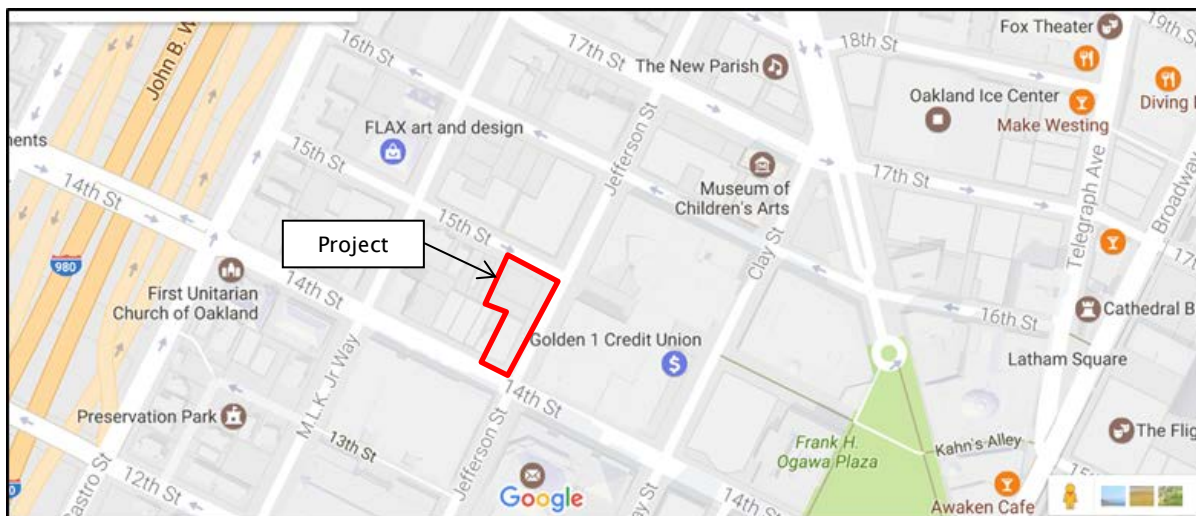 John B. W
16th St
17th St
The New Parish
18th St
Fox Theater
19th St
Oakland Ice Center
Make Westing
Diving
ments
FLAX art and design
15th St
Jefferson St
Museum of
Children's Arts
17th St
Telegraph Ave
Broadway
17t
14th St
Project
15th St
Clay St
980
First Unitarian
Church of Oakland
14th St
Golden 1 Credit Union
$
16th St
Cathedral B
Latham Square
M.L.K. Jr Way
Preservation Park
13th St
14th St
Frank H.
Ogawa Plaza
Kahn's Alley
The Flig
Castro St
12th St
Jefferson St
Google
14th St
Awaken Cafe
15t